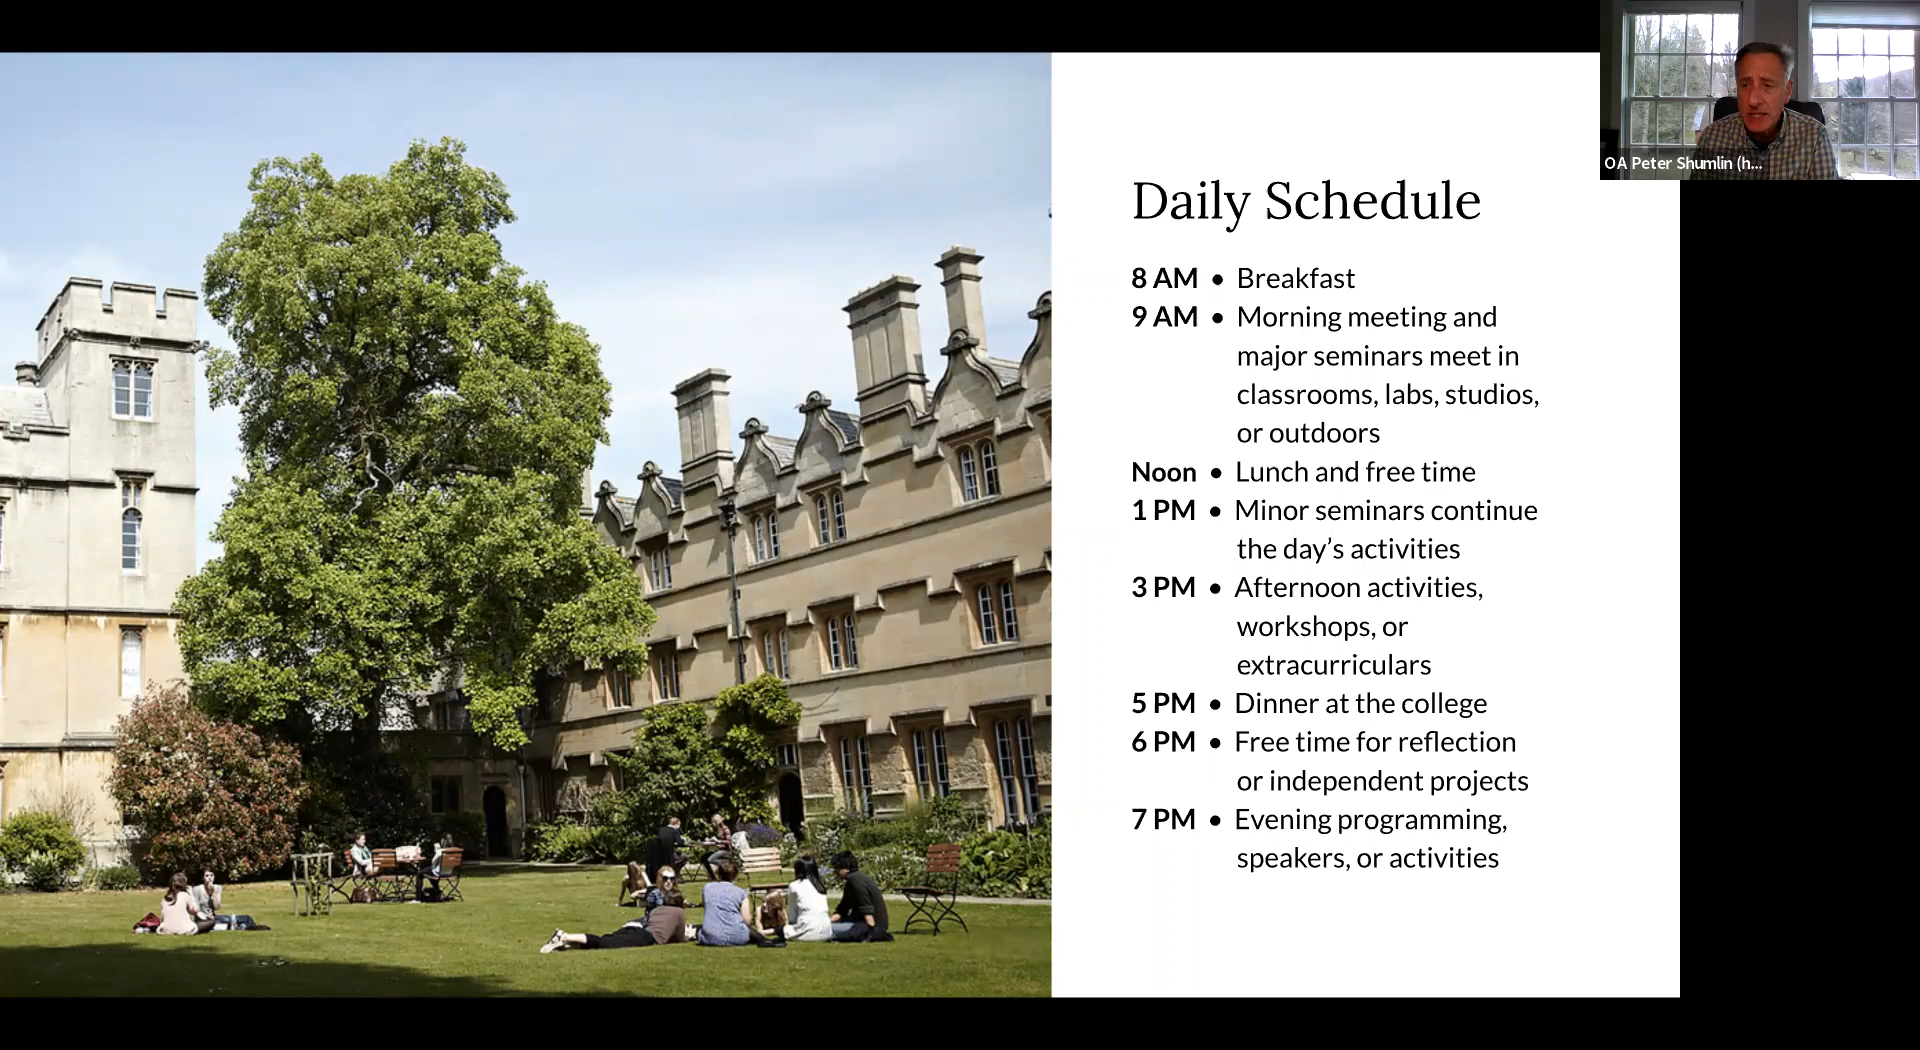 OA Peter Shumlin (h...
Daily Schedule
8 AM • Breakfast
9 AM • Morning meeting and
major seminars meet in
classrooms, labs, studios,
or outdoors
Noon • Lunch and free time
1 PM • Minor seminars continue
the day’s activities
3 PM • Afternoon activities,
workshops, or
extracurriculars
5 PM • Dinner at the college
6 PM • Free time for reflection
or independent projects
7 PM • Evening programming,
speakers, or activities